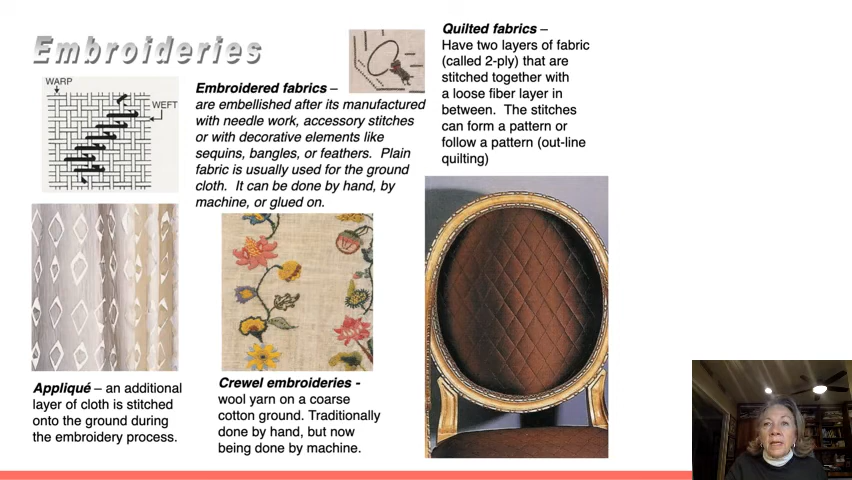 Embroideries
WARP
WEFT
Embroidered fabrics –
are embellished after its manufactured
with needle work, accessory stitches
or with decorative elements like
sequins, bangles, or feathers.  Plain
fabric is usually used for the ground
cloth.  It can be done by hand, by
machine, or glued on.
Quilted fabrics –
Have two layers of fabric
(called 2-ply) that are
stitched together with
a loose fiber layer in
between.  The stitches
can form a pattern or
follow a pattern (out-line
quilting)
Appliqué – an additional
layer of cloth is stitched
onto the ground during
the embroidery process.
Crewel embroideries -
wool yarn on a coarse
cotton ground. Traditionally
done by hand, but now
being done by machine.